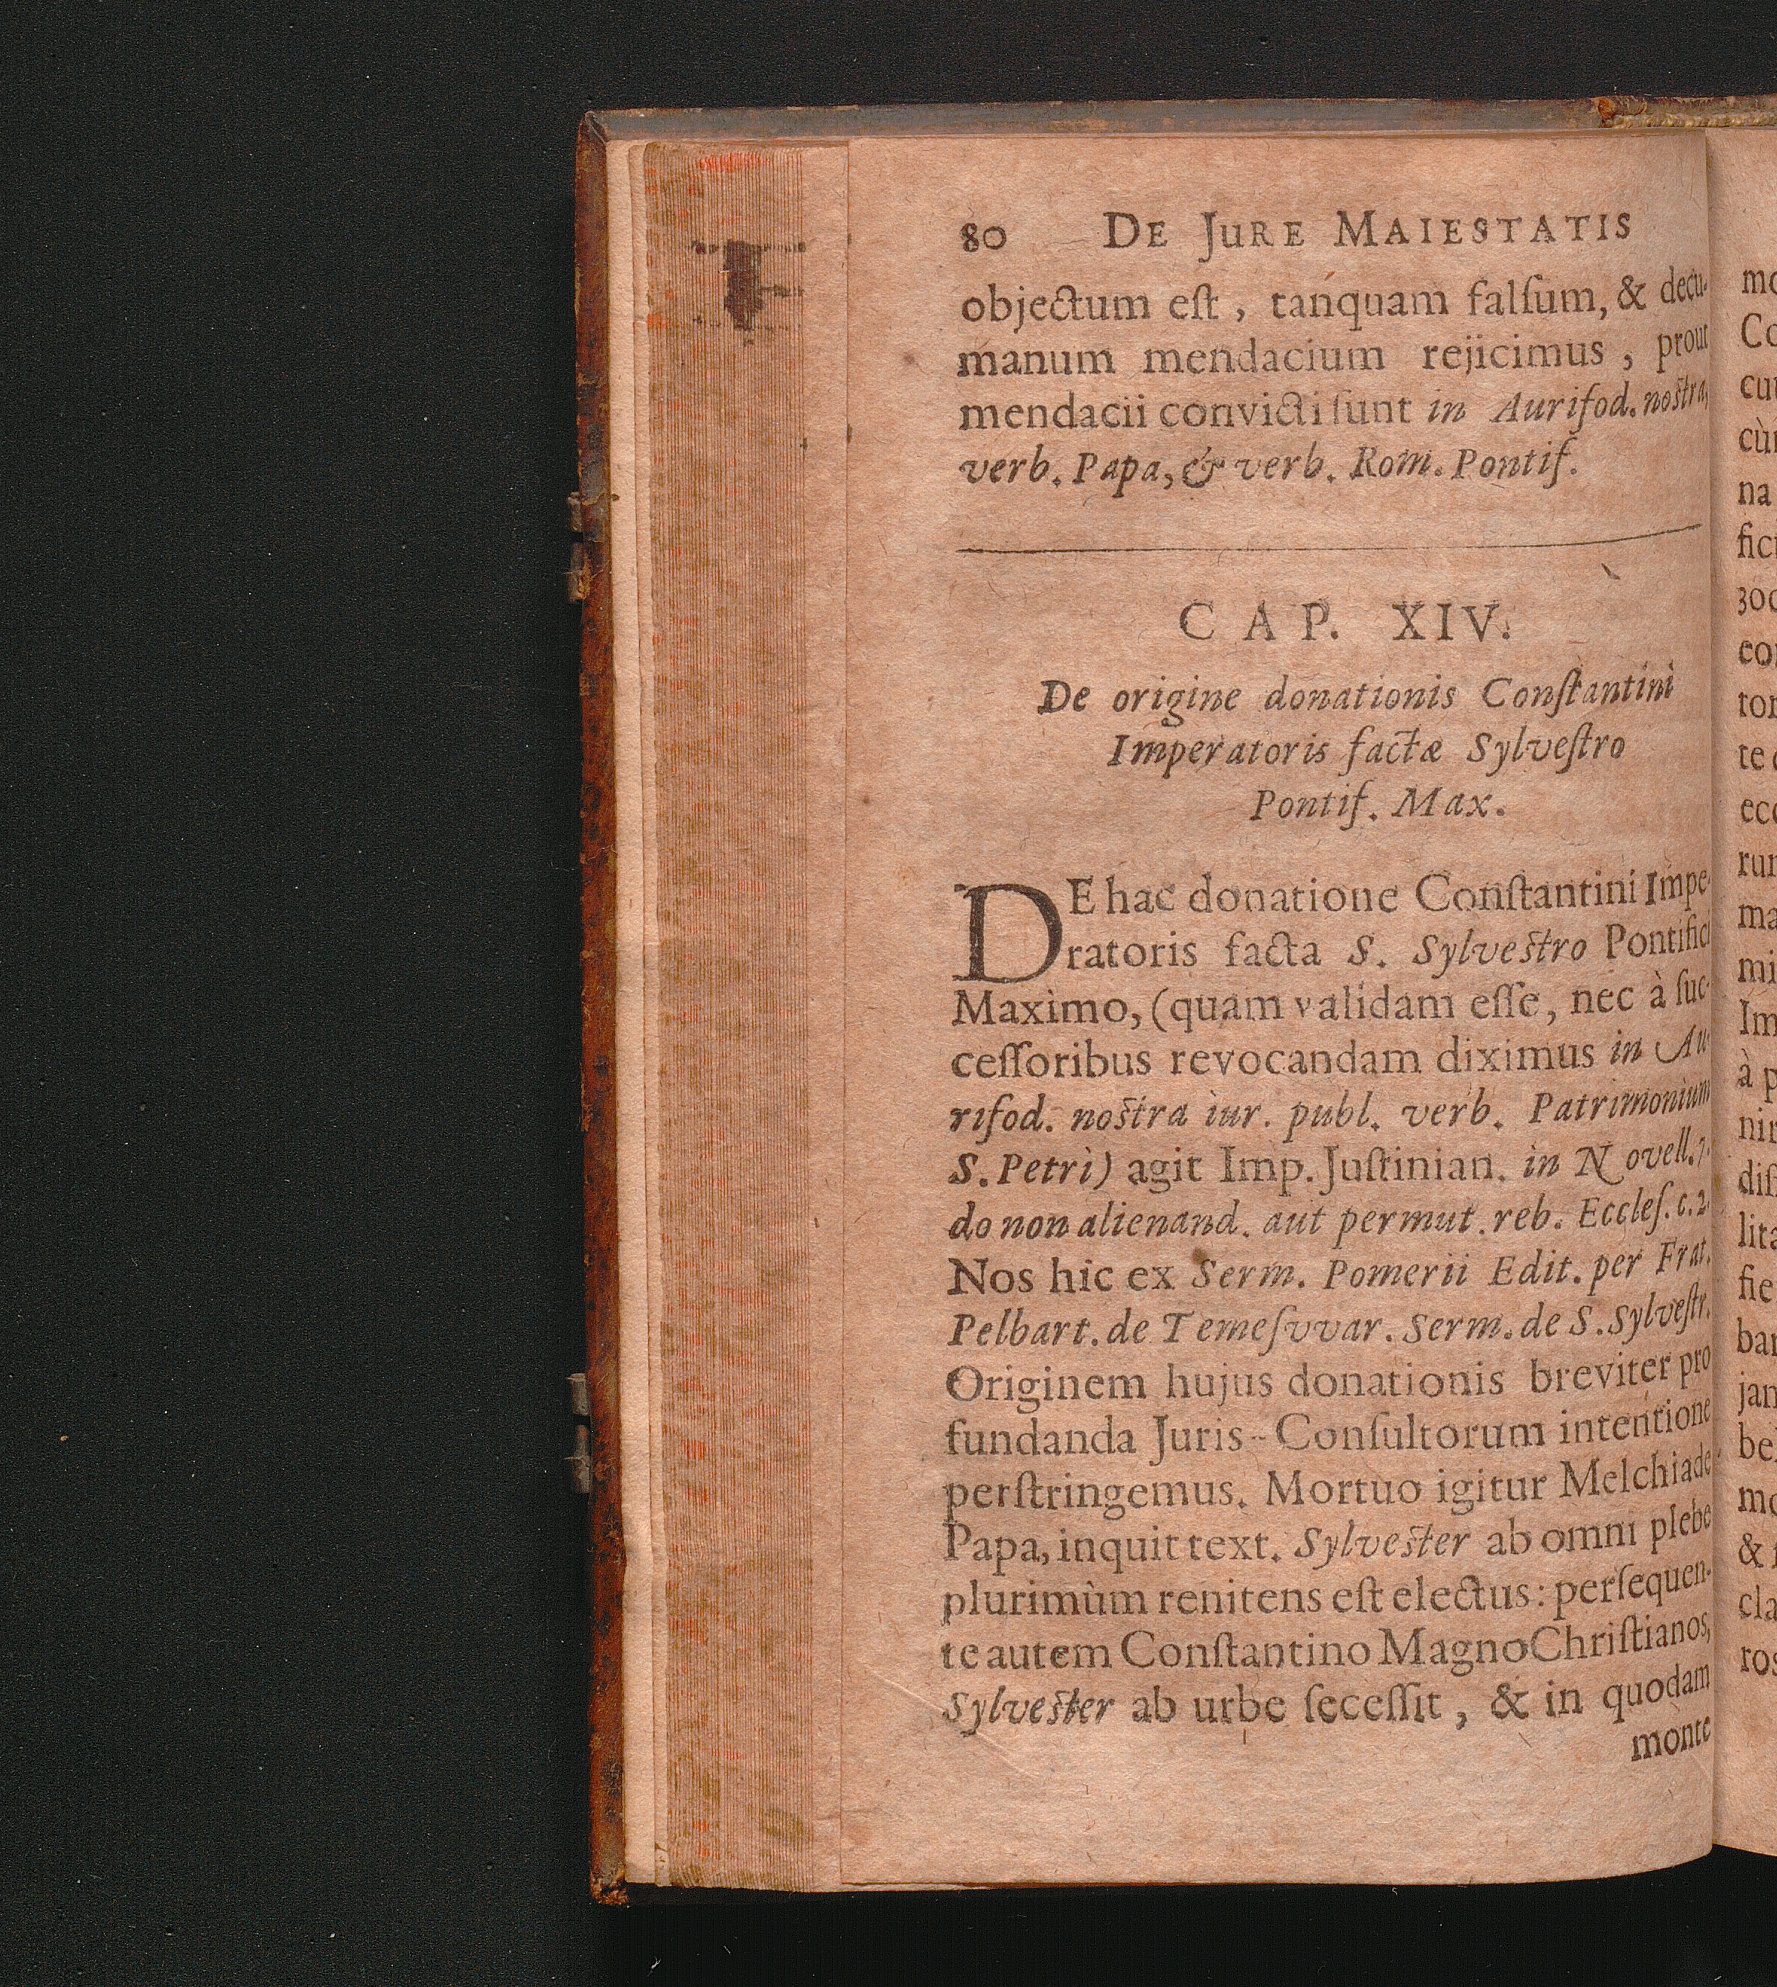 80 DE JURE MAIESTATIS
objectum eſt, tanquam falſum, & decu-
manum mendacium rejicimus, prout
mendacii convicti ſunt in Aurifod. noſtra,
verb. Papa, & verb. Rom. Pontif.
CAP. XIV.
De origine donationis Conſtantini
Imperatoris factæ Sylveſtro
Pontif. Max.
DE hac donatione Conſtantini Impe-
ratoris facta S. Sylveſtro Pontifici
Maximo, (quam validam eſſe, nec à ſuc-
ceſſoribus revocandam diximus in Au-
rifod. noſtra iur. publ. verb. Patrimonium
S. Petri) agit Imp. Juſtinian. in Novell. 7.
do non alienand. aut permut. reb. Eccleſ. c. 2.
Nos hic ex Serm. Pomerii Edit. per Frat.
Pelbart. de Temeſvvar. Serm. de S. Sylveſtr.
Originem hujus donationis breviter pro
fundanda Juris-Conſultorum intentione
perſtringemus. Mortuo igitur Melchiade
Papa, inquit text. Sylveſter ab omni plebe
plurimùm renitens eſt electus: perſequen-
te autem Conſtantino Magno Chriſtianos,
Sylveſter ab urbe ſeceſſit, & in quodam
monte